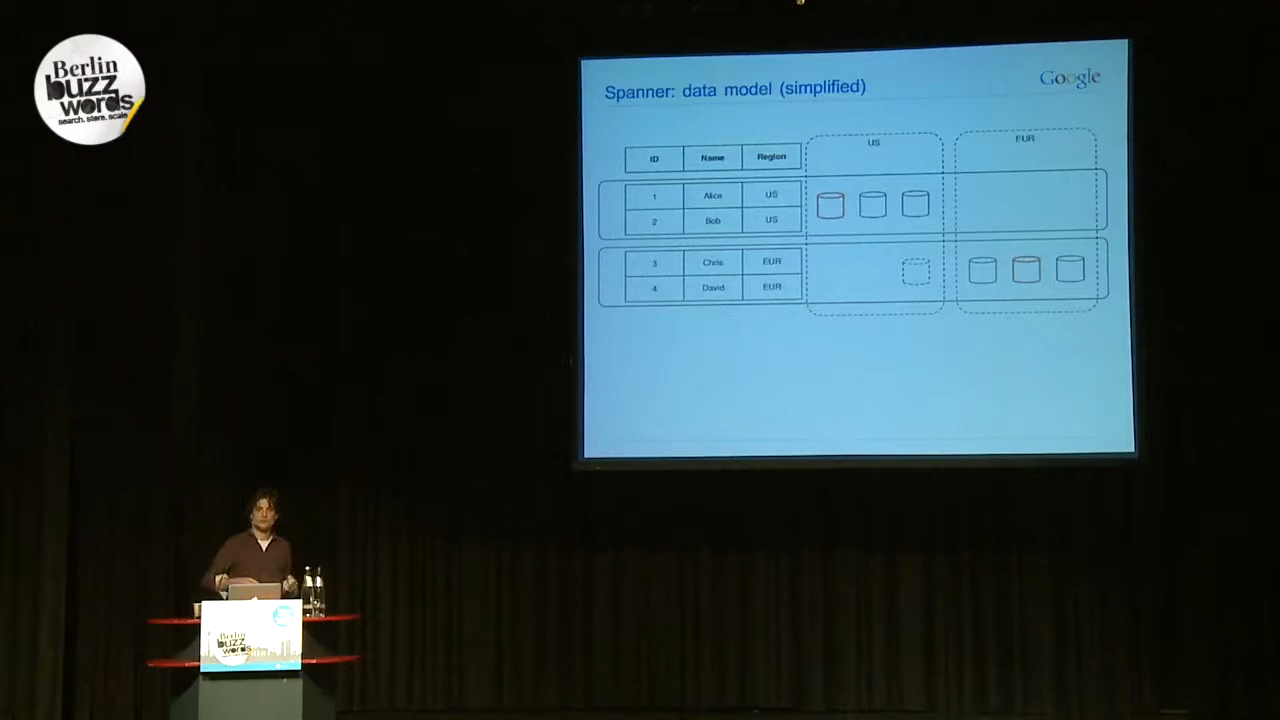 Berlin
buzz
words
search. store. scale
Spanner: data model (simplified)
Google
ID Name Region
US
EUR
1 Alice US
2 Bob US
3 Chris EUR
4 David EUR
Berlin
buzz
words